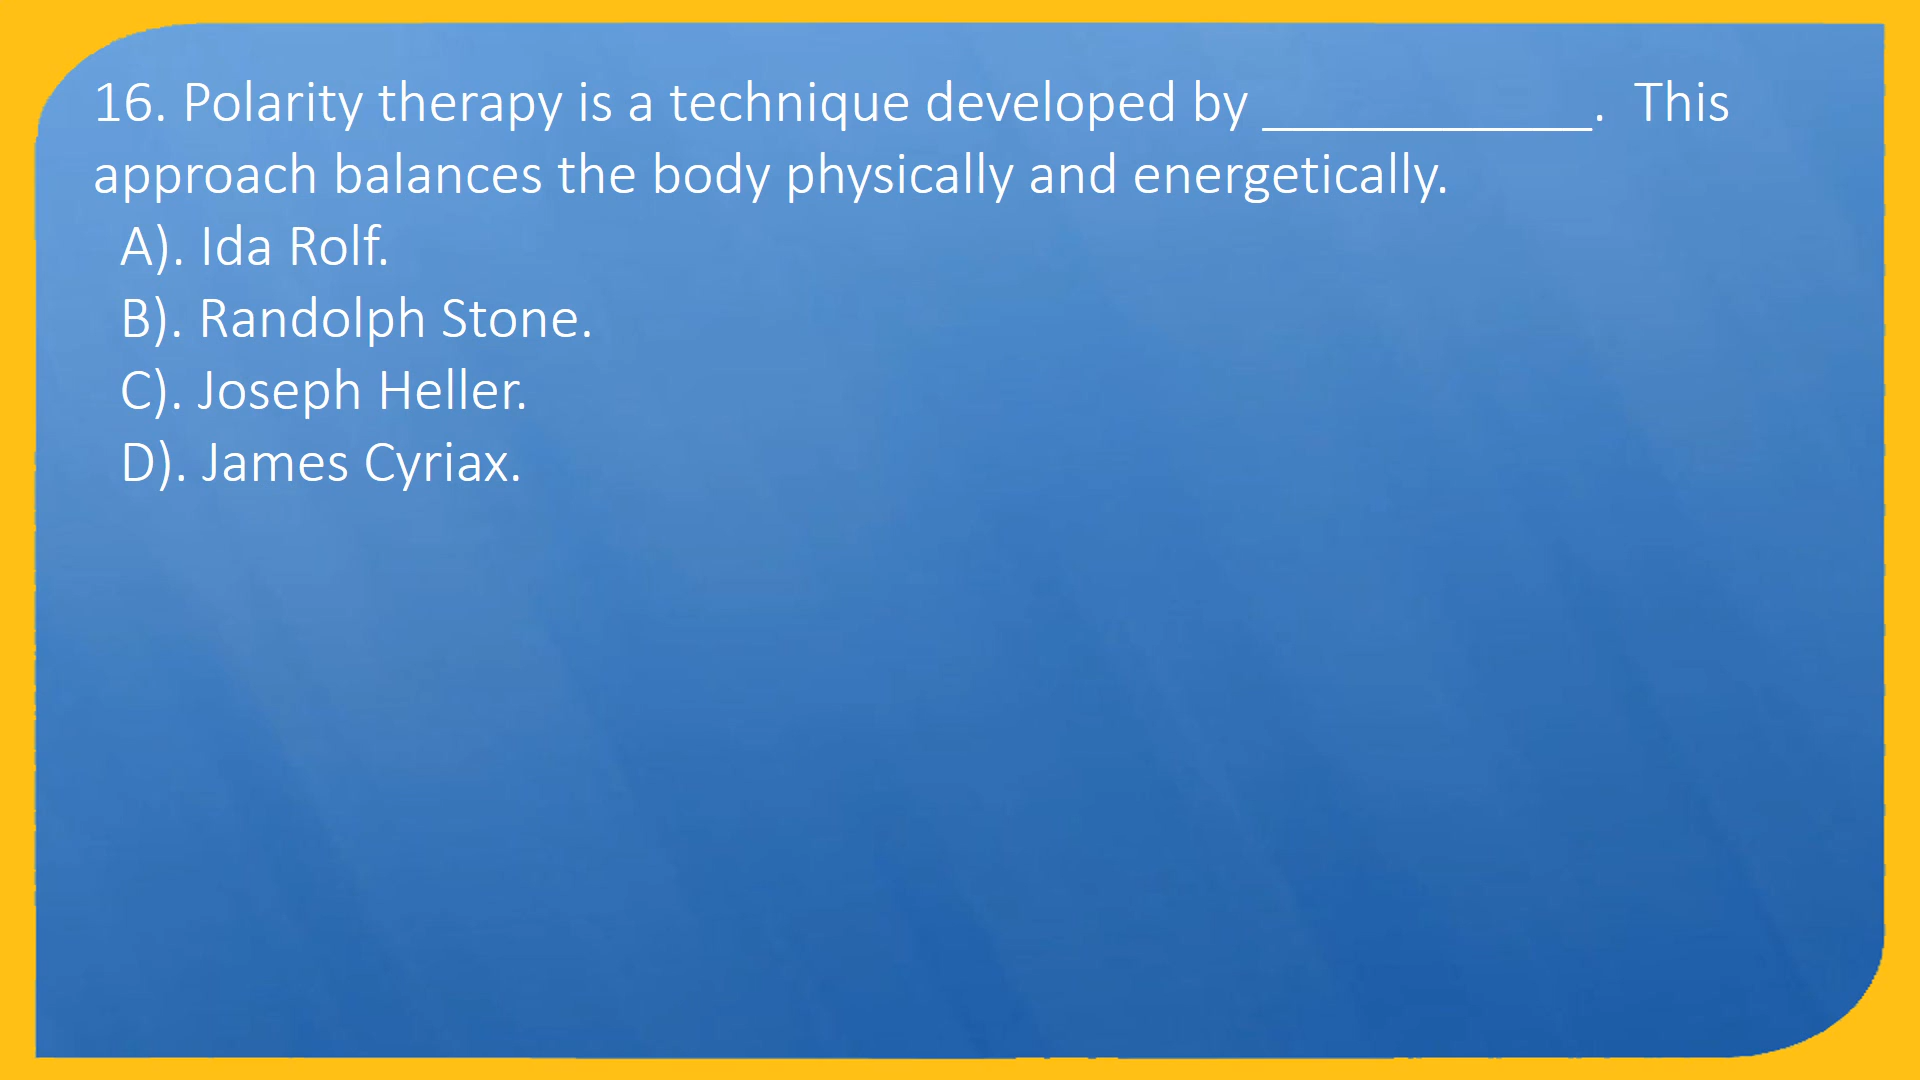 16. Polarity therapy is a technique developed by ____________.  This
approach balances the body physically and energetically.
A). Ida Rolf.
B). Randolph Stone.
C). Joseph Heller.
D). James Cyriax.